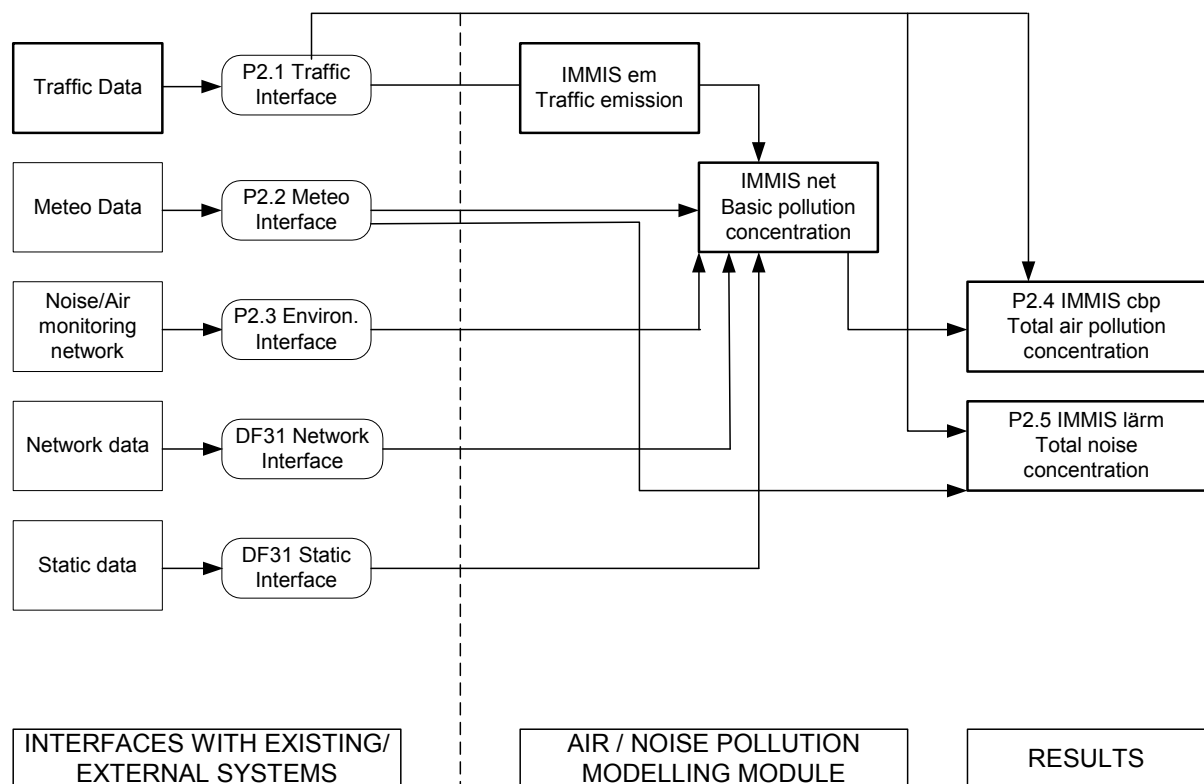 Traffic Data
P2.1 Traffic
Interface
IMMIS em
Traffic emission
Meteo Data
P2.2 Meteo
Interface
IMMIS net
Basic pollution
concentration
Noise/Air
monitoring
network
P2.3 Environ.
Interface
P2.4 IMMIS cbp
Total air pollution
concentration
Network data
DF31 Network
Interface
P2.5 IMMIS lärm
Total noise
concentration
Static data
DF31 Static
Interface
INTERFACES WITH EXISTING/
EXTERNAL SYSTEMS
AIR / NOISE POLLUTION
MODELLING MODULE
RESULTS